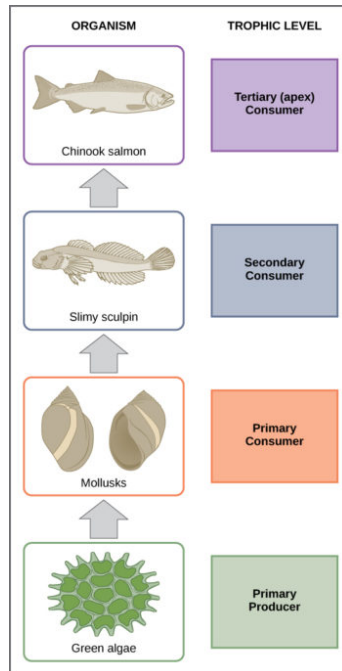 ORGANISM
TROPHIC LEVEL
Chinook salmon
Tertiary (apex)
Consumer
Slimy sculpin
Secondary
Consumer
Mollusks
Primary
Consumer
Green algae
Primary
Producer